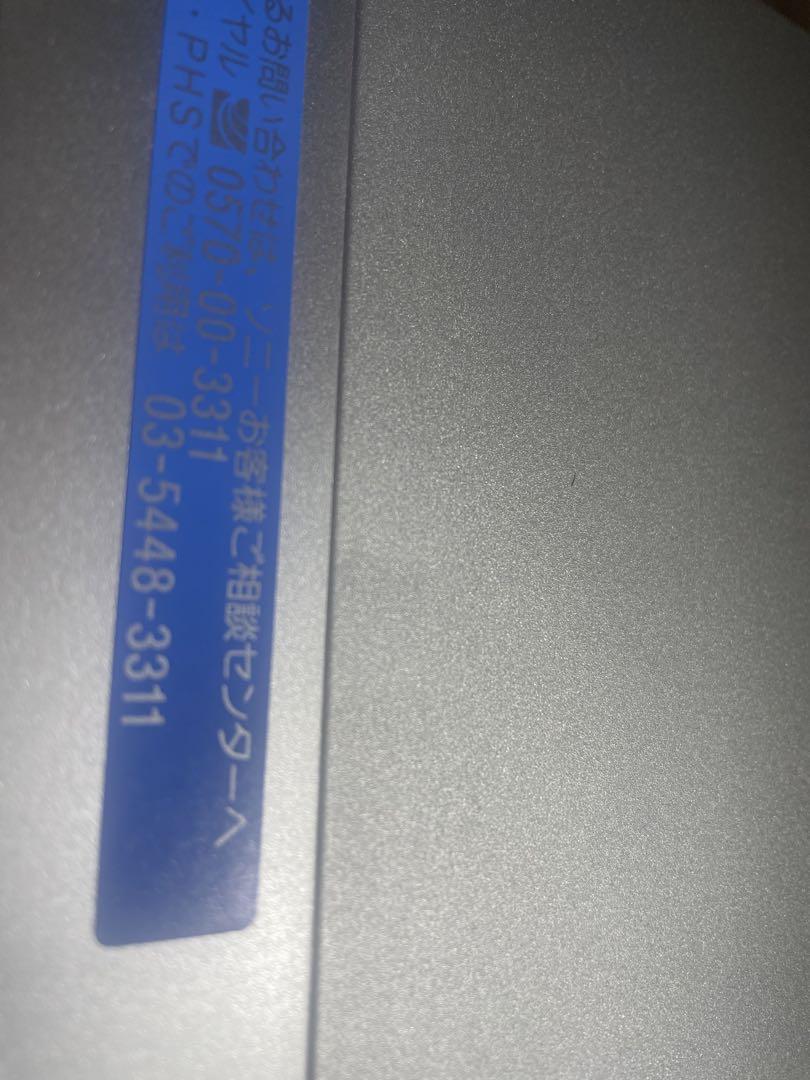 るお問い合わせは、ソニーお客様ご相談センターへ
ヤル 0570-00-3311
・PHSでのご利用は 03-5448-3311